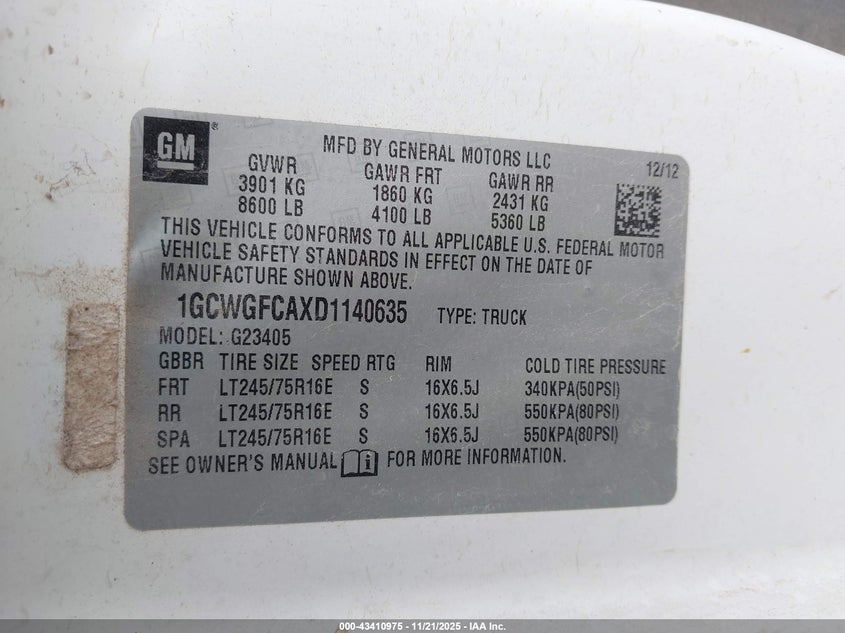 GM
MFD BY GENERAL MOTORS LLC
12/12
GVWR GAWR FRT GAWR RR
3901 KG 1860 KG 2431 KG
8600 LB 4100 LB 5360 LB
THIS VEHICLE CONFORMS TO ALL APPLICABLE U.S. FEDERAL MOTOR
VEHICLE SAFETY STANDARDS IN EFFECT ON THE DATE OF
MANUFACTURE SHOWN ABOVE.
1GCWGFCAXD1140635 TYPE: TRUCK
MODEL: G23405
GBBR TIRE SIZE SPEED RTG RIM COLD TIRE PRESSURE
FRT LT245/75R16E S 16X6.5J 340KPA(50PSI)
RR LT245/75R16E S 16X6.5J 550KPA(80PSI)
SPA LT245/75R16E S 16X6.5J 550KPA(80PSI)
SEE OWNER'S MANUAL FOR MORE INFORMATION.
000-43410975 - 11/21/2025 - IAA Inc.